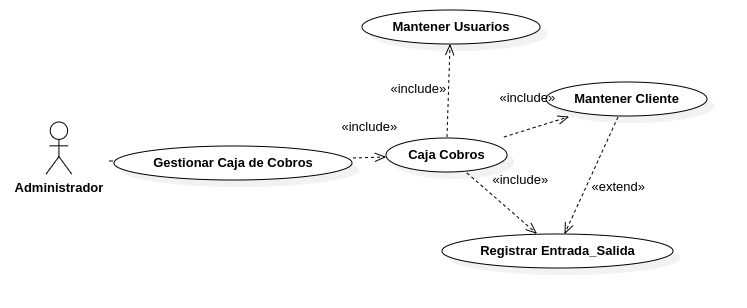 Mantener Usuarios
«include»
«include»
Mantener Cliente
«include»
Gestionar Caja de Cobros
Caja Cobros
Administrador
«include»
«extend»
Registrar Entrada_Salida